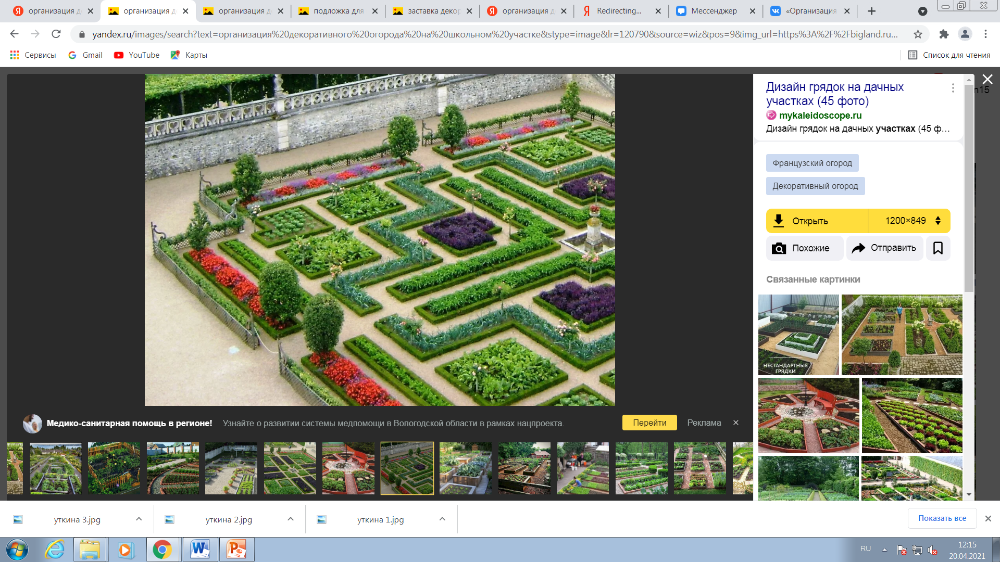 организация д
организация д
организация д
подложка для
заставка декор
организация д
Redirecting...
Мессенджер
«Организация
yandex.ru/images/search?text=организация%20декоративного%20огорода%20на%20школьном%20участке&stype=image&lr=120790&source=wiz&pos=9&img_url=https%3A%2F%2Fbigland.ru...
Сервисы
Gmail
YouTube
Карты
Список для чтения
Дизайн грядок на дачных
участках (45 фото)
mykaleidoscope.ru
Дизайн грядок на дачных участках (45 ф...
n15
Французский огород
Декоративный огород
Открыть
1200×849
Похожие
Отправить
Связанные картинки
НЕСТАНДАРТНЫЕ
ГРЯДКИ
Медико-санитарная помощь в регионе!
Узнайте о развитии системы медпомощи в Вологодской области в рамках нацпроекта.
Перейти
Реклама
уткина 3.jpg
уткина 2.jpg
уткина 1.jpg
Показать все
RU
12:15
20.04.2021